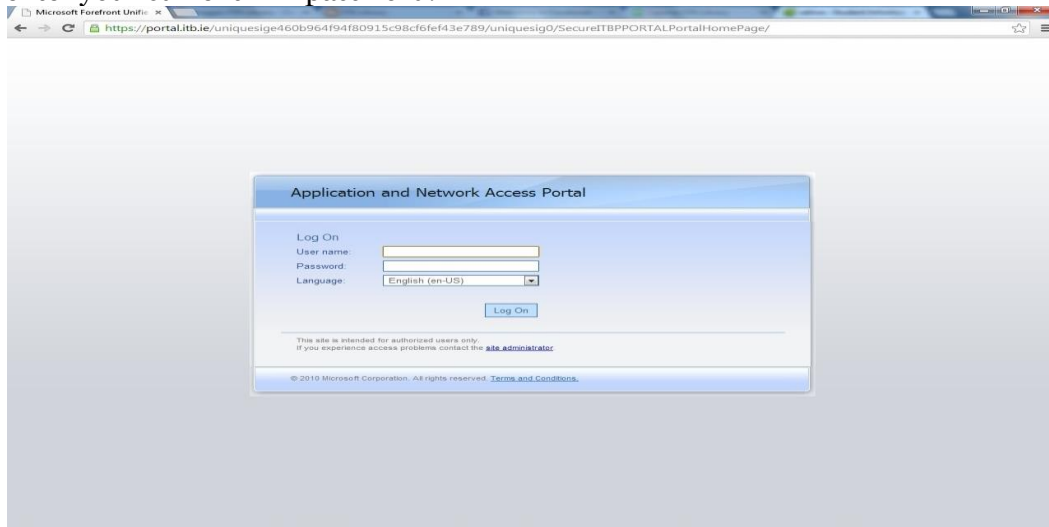 Microsoft Forefront Unifi
https://portal.itb.ie/uniquesige460b964f94f80915c98cf6fef43e789/uniquesig0/SecureITBPPORTALPortalHomePage/
Application and Network Access Portal
Log On
User name:
Password:
Language: English (en-US)
Log On
This site is intended for authorized users only.
If you experience access problems contact the site administrator
© 2010 Microsoft Corporation. All rights reserved. Terms and Conditions.